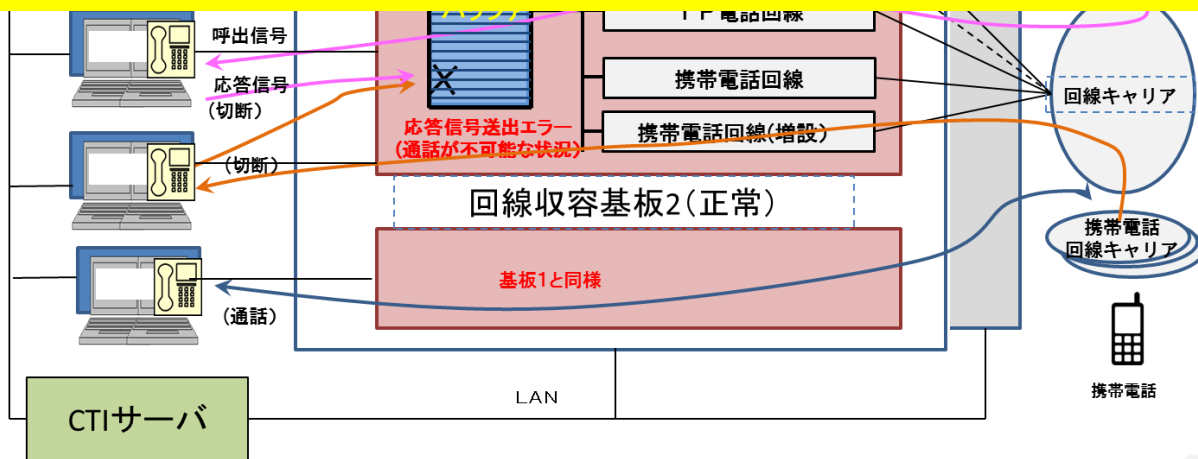 バッファ
IP電話回線
呼出信号
応答信号
(切断)
携帯電話回線
回線キャリア
応答信号送出エラー
(通話が不可能な状況)
携帯電話回線(増設)
(切断)
回線収容基板2(正常)
携帯電話
回線キャリア
基板1と同様
(通話)
LAN
携帯電話
CTIサーバ